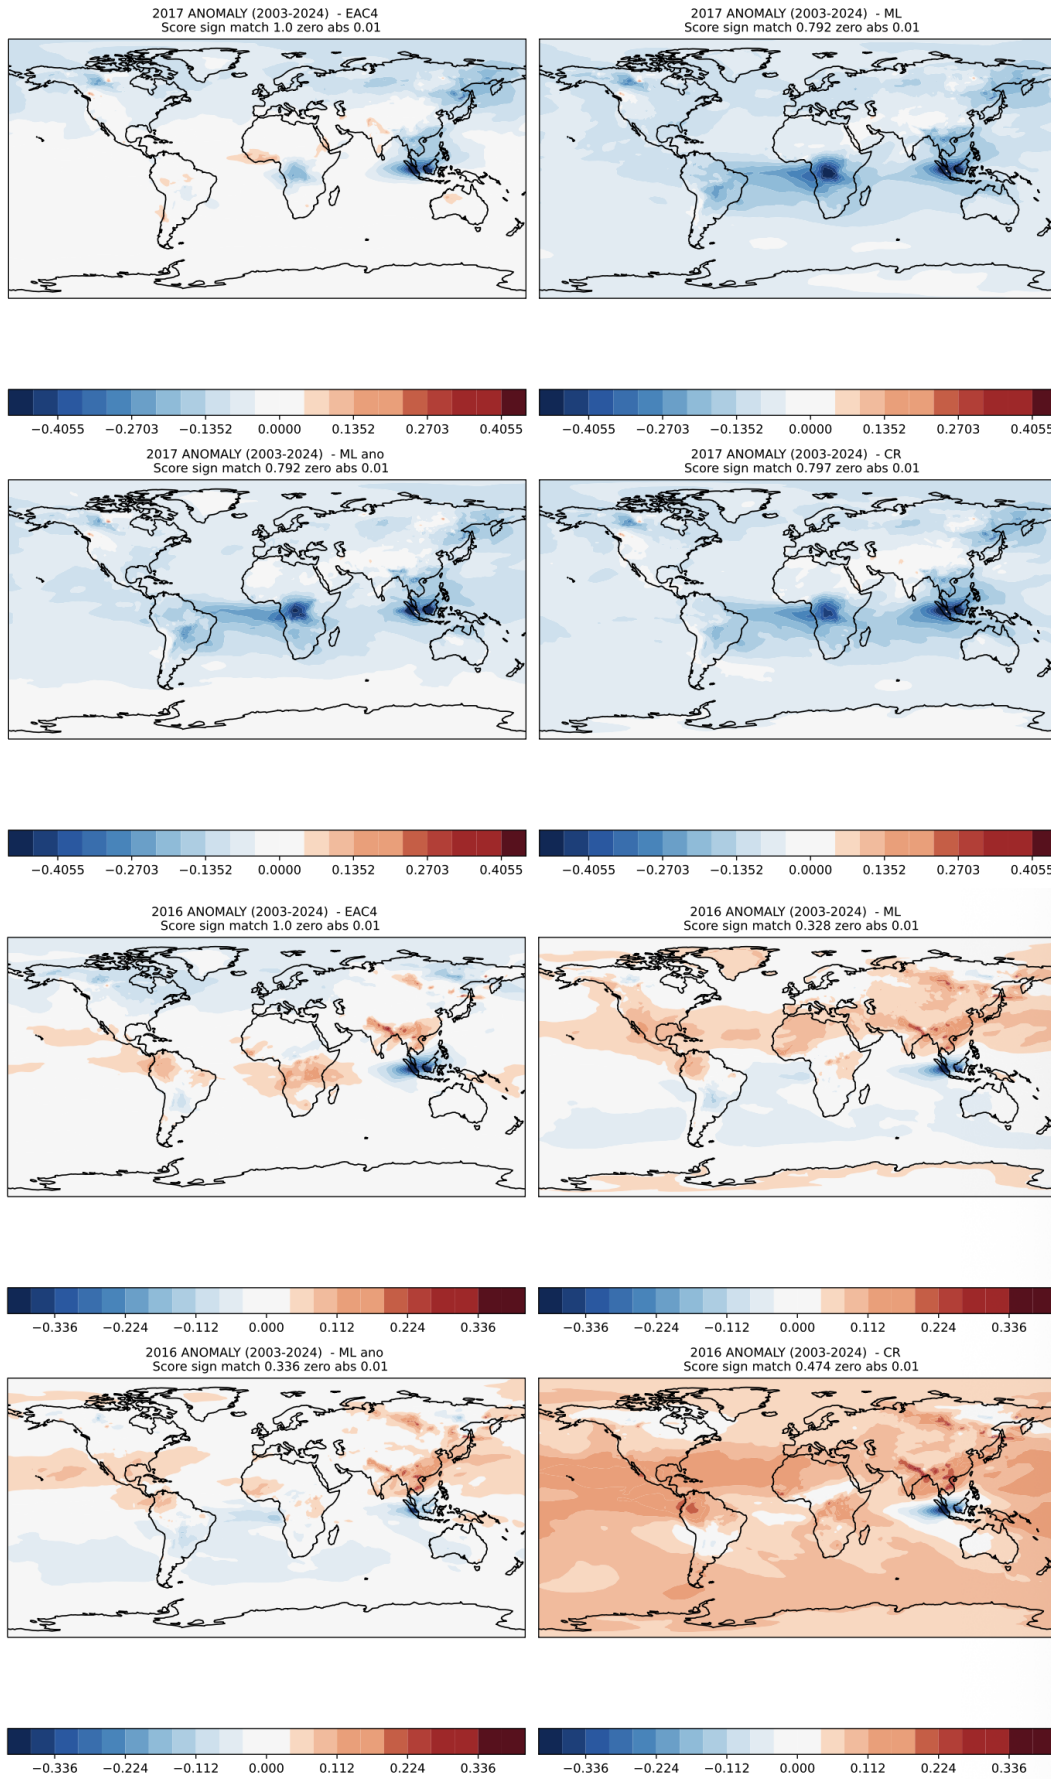 2017 ANOMALY (2003-2024) - EAC4
Score sign match 1.0 zero abs 0.01
2017 ANOMALY (2003-2024) - ML
Score sign match 0.792 zero abs 0.01
−0.4055 −0.2703 −0.1352 0.0000 0.1352 0.2703 0.4055
−0.4055 −0.2703 −0.1352 0.0000 0.1352 0.2703 0.4055
2017 ANOMALY (2003-2024) - ML ano
Score sign match 0.792 zero abs 0.01
2017 ANOMALY (2003-2024) - CR
Score sign match 0.797 zero abs 0.01
−0.4055 −0.2703 −0.1352 0.0000 0.1352 0.2703 0.4055
−0.4055 −0.2703 −0.1352 0.0000 0.1352 0.2703 0.4055
2016 ANOMALY (2003-2024) - EAC4
Score sign match 1.0 zero abs 0.01
2016 ANOMALY (2003-2024) - ML
Score sign match 0.328 zero abs 0.01
−0.336 −0.224 −0.112 0.000 0.112 0.224 0.336
−0.336 −0.224 −0.112 0.000 0.112 0.224 0.336
2016 ANOMALY (2003-2024) - ML ano
Score sign match 0.336 zero abs 0.01
2016 ANOMALY (2003-2024) - CR
Score sign match 0.474 zero abs 0.01
−0.336 −0.224 −0.112 0.000 0.112 0.224 0.336
−0.336 −0.224 −0.112 0.000 0.112 0.224 0.336